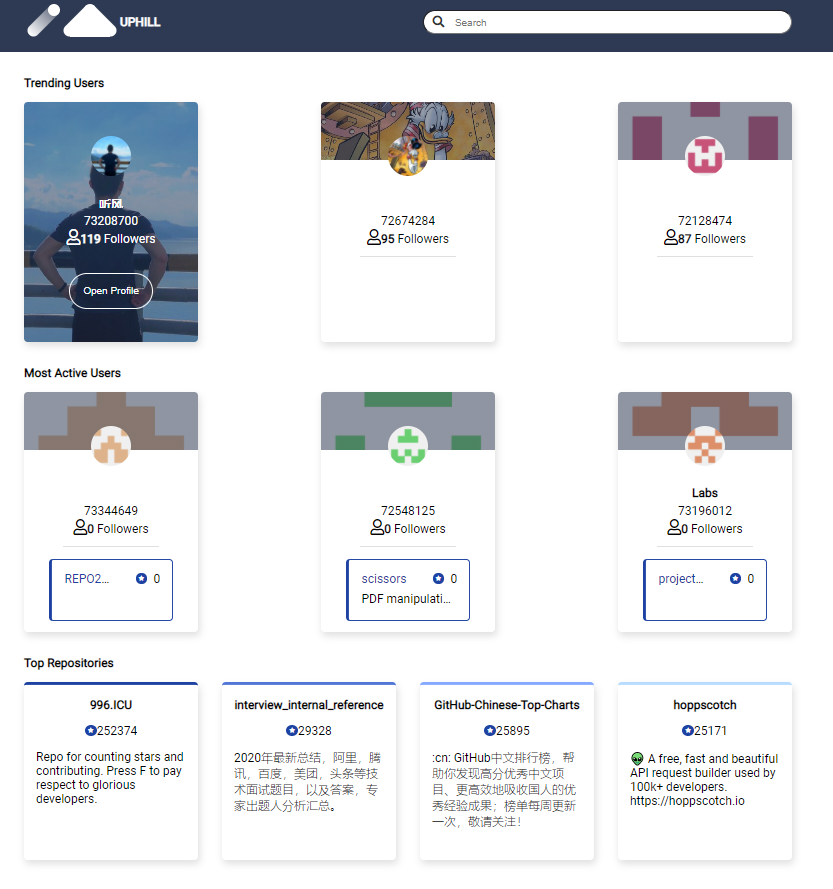 UPHILL
Search
Trending Users
听风
73208700
119 Followers
Open Profile
72674284
95 Followers
72128474
87 Followers
Most Active Users
73344649
0 Followers
REPO2... 0
72548125
0 Followers
scissors 0
PDF manipulati...
Labs
73196012
0 Followers
project... 0
Top Repositories
996.ICU
252374
Repo for counting stars and
contributing. Press F to pay
respect to glorious
developers.
interview_internal_reference
29328
2020年最新总结，阿里，腾
讯，百度，美团，头条等技
术面试题目，以及答案，专
家出题人分析汇总。
GitHub-Chinese-Top-Charts
25895
:cn: GitHub中文排行榜，帮
助你发现高分优秀中文项
目、更高效地吸收国人的优
秀经验成果；榜单每周更新
一次，敬请关注！
hoppscotch
25171
👽 A free, fast and beautiful
API request builder used by
100k+ developers.
https://hoppscotch.io